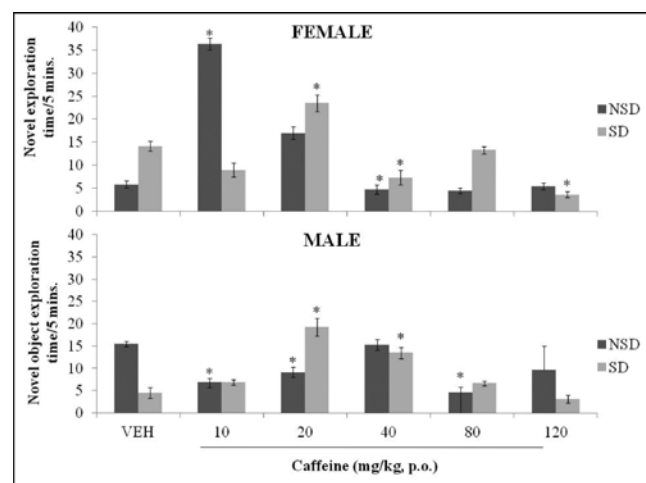 FEMALE
Novel exploration
time/5 mins.
40
35
30
25
20
15
10
5
0
*
*
*
*
*
NSD
SD
MALE
Novel object exploration
time/5 mins.
40
35
30
25
20
15
10
5
0
*
*
*
*
*
NSD
SD
VEH
10
20
40
80
120
Caffeine (mg/kg, p.o.)